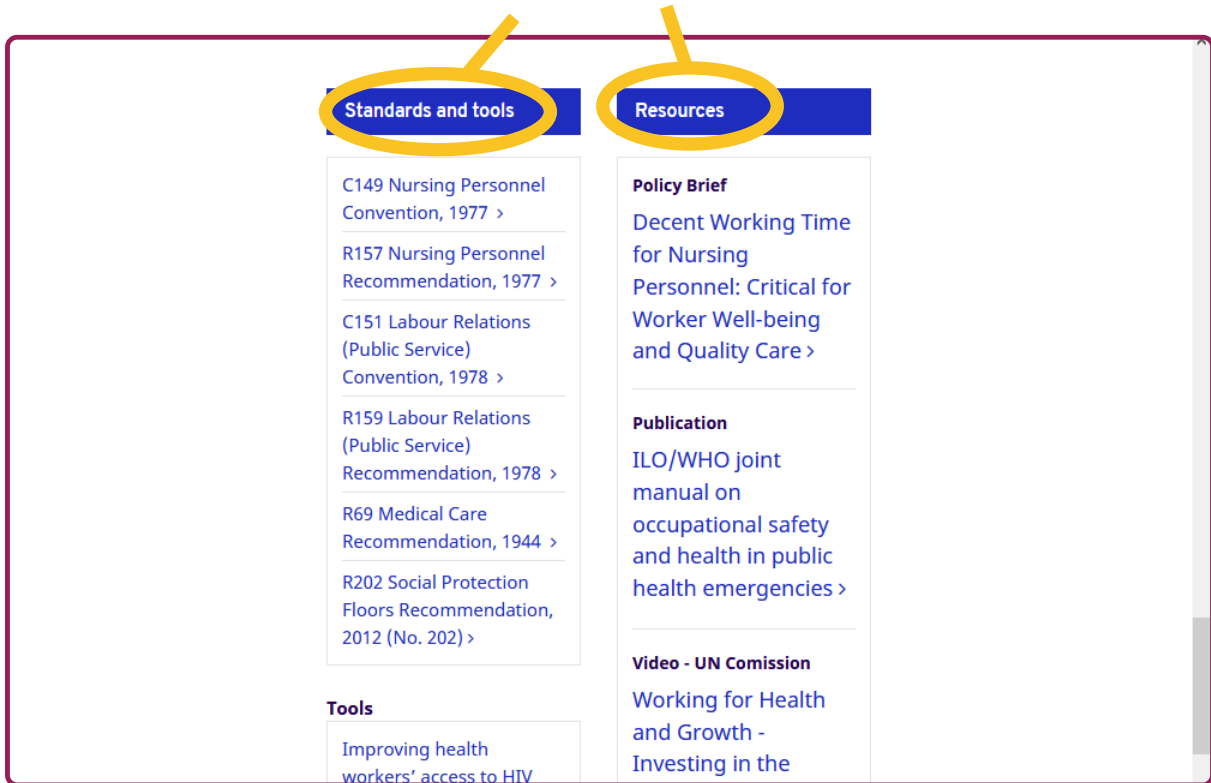 Standards and tools
C149 Nursing Personnel
Convention, 1977 >
R157 Nursing Personnel
Recommendation, 1977 >
C151 Labour Relations
(Public Service)
Convention, 1978 >
R159 Labour Relations
(Public Service)
Recommendation, 1978 >
R69 Medical Care
Recommendation, 1944 >
R202 Social Protection
Floors Recommendation,
2012 (No. 202) >
Tools
Improving health
workers' access to HIV
Resources
Policy Brief
Decent Working Time
for Nursing
Personnel: Critical for
Worker Well-being
and Quality Care >
Publication
ILO/WHO joint
manual on
occupational safety
and health in public
health emergencies >
Video - UN Comission
Working for Health
and Growth -
Investing in the